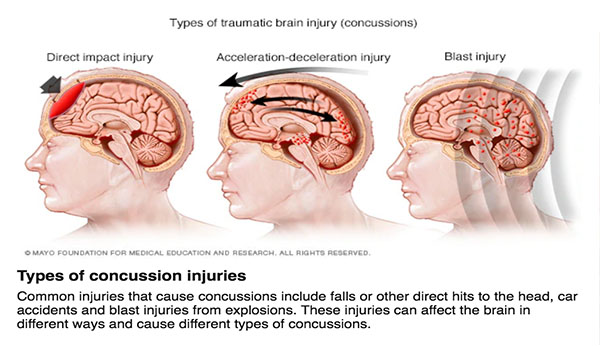 Types of traumatic brain injury (concussions)
Direct impact injury
Acceleration-deceleration injury
Blast injury
© MAYO FOUNDATION FOR MEDICAL EDUCATION AND RESEARCH. ALL RIGHTS RESERVED.
Types of concussion injuries
Common injuries that cause concussions include falls or other direct hits to the head, car
accidents and blast injuries from explosions. These injuries can affect the brain in
different ways and cause different types of concussions.